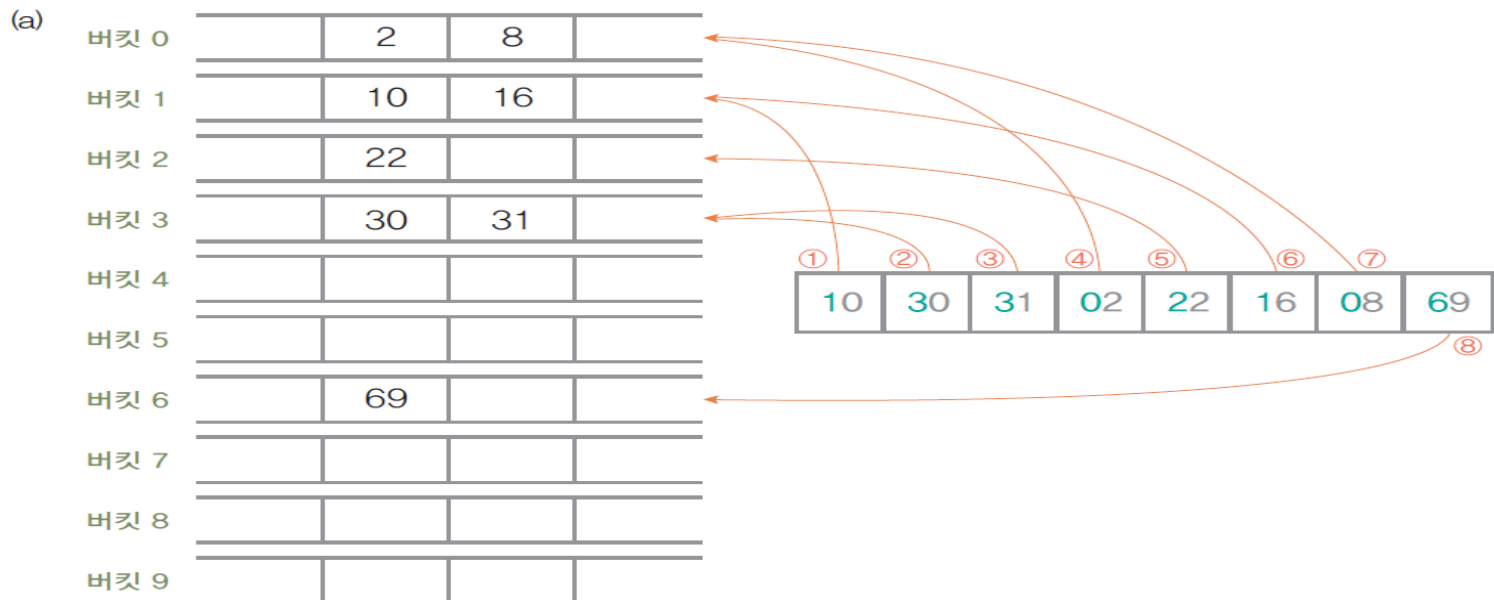 (a)
버킷 0 2 8
버킷 1 10 16
버킷 2 22
버킷 3 30 31
버킷 4
① ② ③ ④ ⑤ ⑥ ⑦
10 30 31 02 22 16 08 69
버킷 5
⑧
버킷 6 69
버킷 7
버킷 8
버킷 9